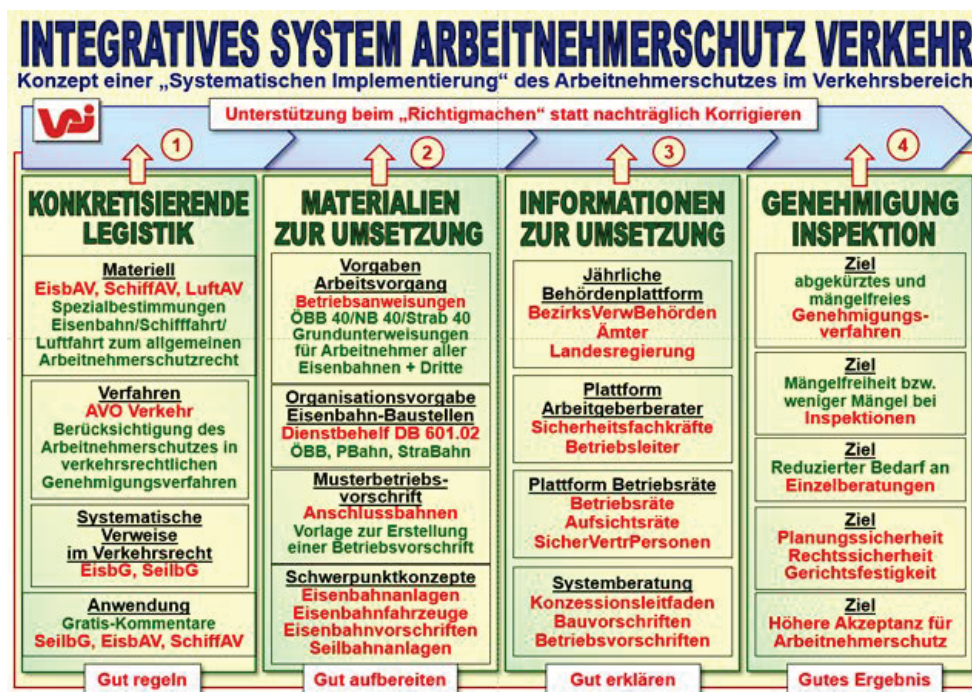 INTEGRATIVES SYSTEM ARBEITNEHMERSCHUTZ VERKEHR
Konzept einer „Systematischen Implementierung“ des Arbeitnehmerschutzes im Verkehrsbereich
VAI
Unterstützung beim „Richtigmachen“ statt nachträglich Korrigieren
1
2
3
4
KONKRETISIERENDE
LEGISTIK
Materiell
EisbAV, SchiffAV, LuftAV
Spezialbestimmungen
Eisenbahn/Schifffahrt/
Luftfahrt zum allgemeinen
Arbeitnehmerschutzrecht
Verfahren
AVO Verkehr
Berücksichtigung des
Arbeitnehmerschutzes in
verkehrsrechtlichen
Genehmigungsverfahren
Systematische
Verweise
im Verkehrsrecht
EisbG, SeilbG
Anwendung
Gratis-Kommentare
SeilbG, EisbAV, SchiffAV
Gut regeln
MATERIALIEN
ZUR UMSETZUNG
Vorgaben
Arbeitsvorgang
Betriebsanweisungen
ÖBB 40/NB 40/Strab 40
Grundunterweisungen
für Arbeitnehmer aller
Eisenbahnen + Dritte
Organisationsvorgabe
Eisenbahn-Baustellen
Dienstbehelf DB 601.02
ÖBB, PBahn, StraBahn
Musterbetriebs-
vorschrift
Anschlussbahnen
Vorlage zur Erstellung
einer Betriebsvorschrift
Schwerpunktkonzepte
Eisenbahnanlagen
Eisenbahnfahrzeuge
Eisenbahnvorschriften
Seilbahnanlagen
Gut aufbereiten
INFORMATIONEN
ZUR UMSETZUNG
Jährliche
Behördenplattform
BezirksVerwBehörden
Ämter
Landesregierung
Plattform
Arbeitgeberberater
Sicherheitsfachkräfte
Betriebsleiter
Plattform Betriebsräte
Betriebsräte
Aufsichtsräte
SicherVertrPersonen
Systemberatung
Konzessionsleitfaden
Bauvorschriften
Betriebsvorschriften
Gut erklären
GENEHMIGUNG
INSPEKTION
Ziel
abgekürztes und
mängelfreies
Genehmigungs-
verfahren
Ziel
Mängelfreiheit bzw.
weniger Mängel bei
Inspektionen
Ziel
Reduzierter Bedarf an
Einzelberatungen
Ziel
Planungssicherheit
Rechtssicherheit
Gerichtsfestigkeit
Ziel
Höhere Akzeptanz für
Arbeitnehmerschutz
Gutes Ergebnis